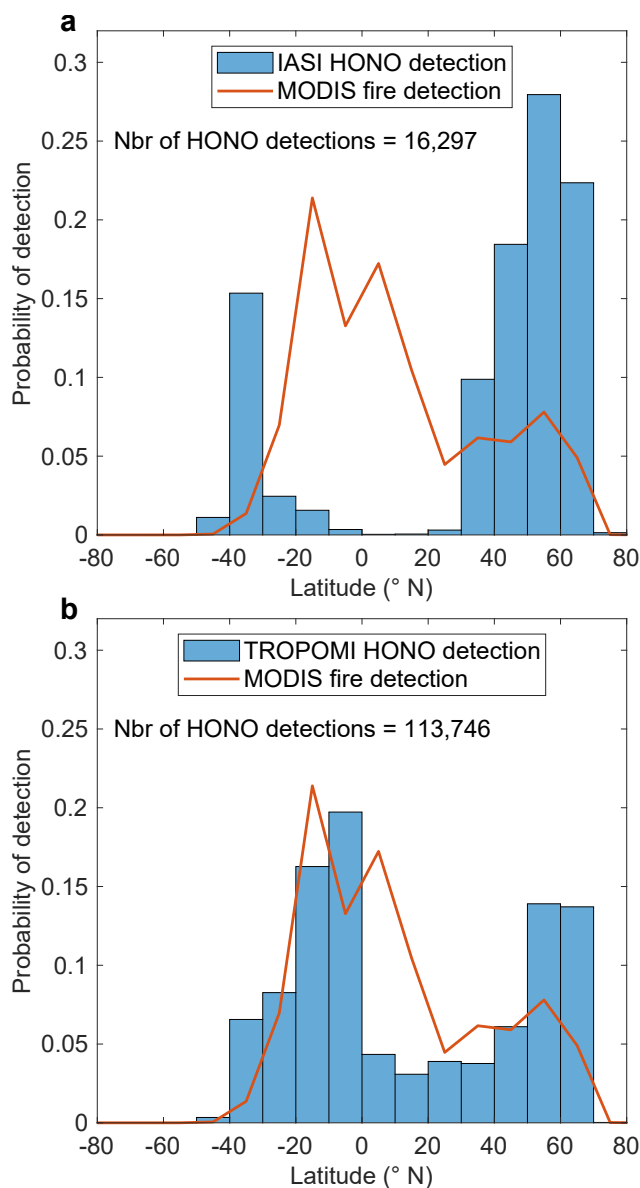 a
0.3
0.25
0.2
0.15
0.1
0.05
0
Probability of detection
IASI HONO detection
MODIS fire detection
Nbr of HONO detections = 16,297
-80 -60 -40 -20 0 20 40 60 80
Latitude (° N)
b
0.3
0.25
0.2
0.15
0.1
0.05
0
Probability of detection
TROPOMI HONO detection
MODIS fire detection
Nbr of HONO detections = 113,746
-80 -60 -40 -20 0 20 40 60 80
Latitude (° N)